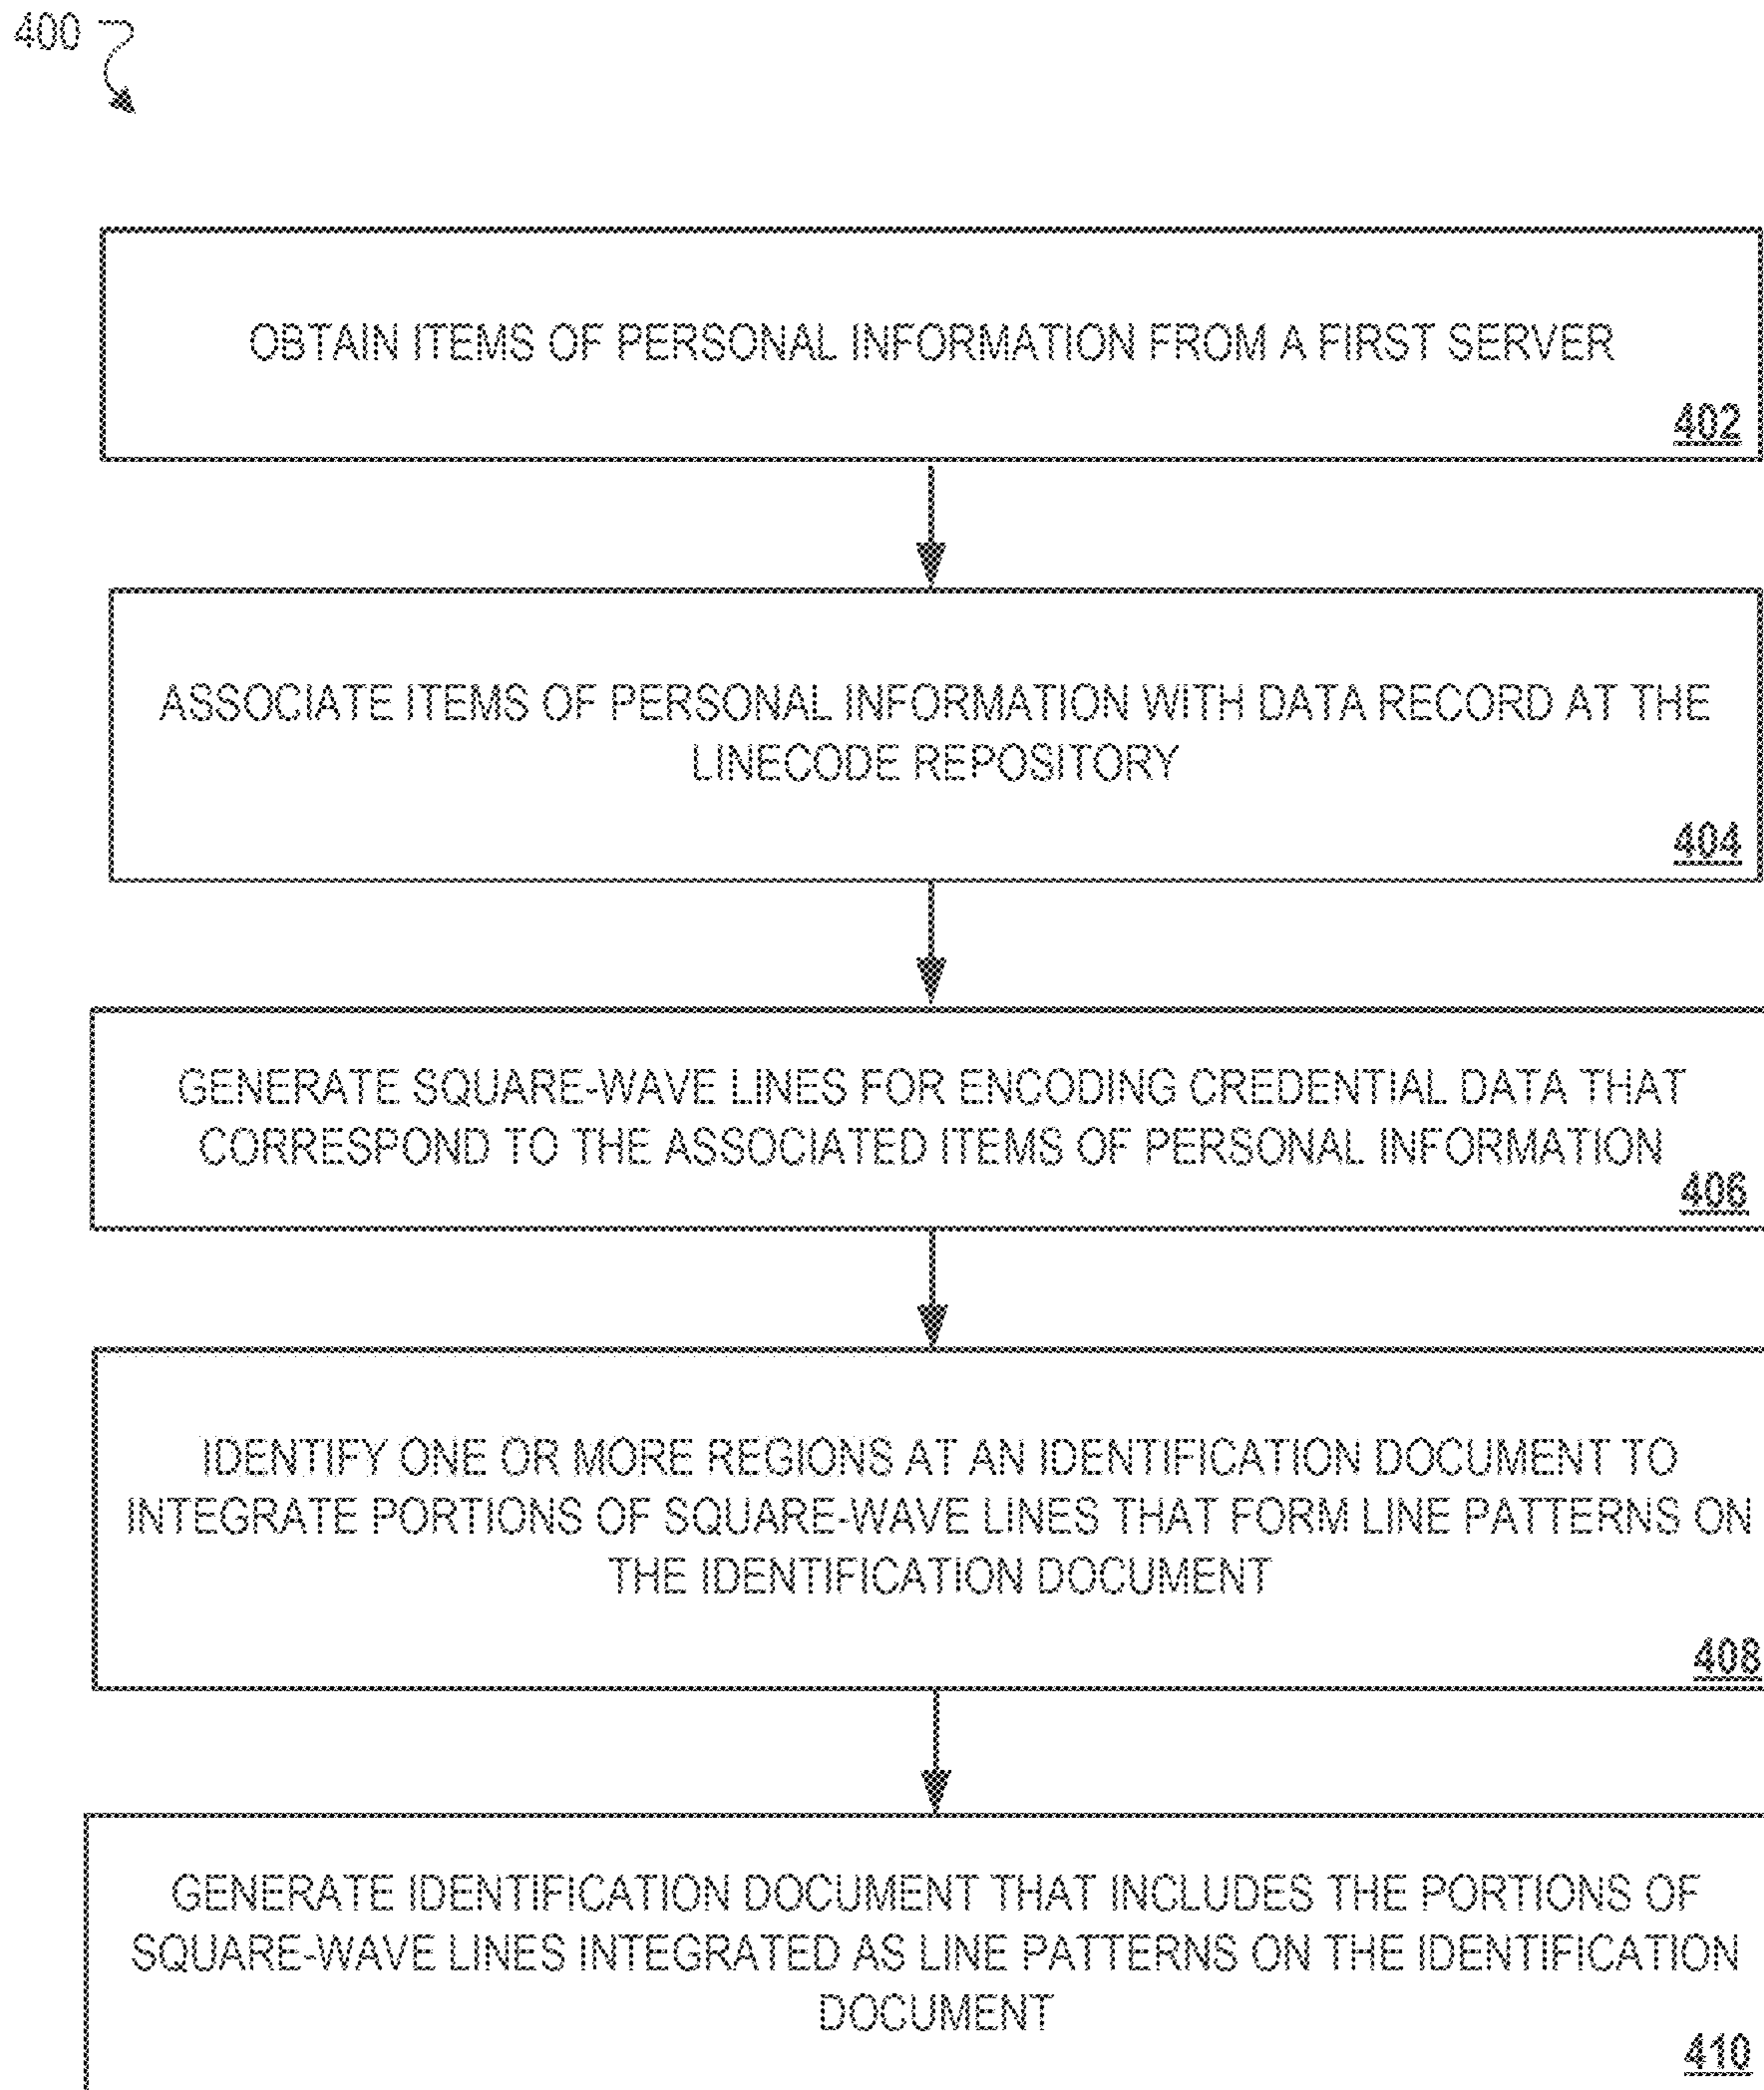 400
OBTAIN ITEMS OF PERSONAL INFORMATION FROM A FIRST SERVER
402
ASSOCIATE ITEMS OF PERSONAL INFORMATION WITH DATA RECORD AT THE
LINECODE REPOSITORY
404
GENERATE SQUARE-WAVE LINES FOR ENCODING CREDENTIAL DATA THAT
CORRESPOND TO THE ASSOCIATED ITEMS OF PERSONAL INFORMATION
406
IDENTIFY ONE OR MORE REGIONS AT AN IDENTIFICATION DOCUMENT TO
INTEGRATE PORTIONS OF SQUARE-WAVE LINES THAT FORM LINE PATTERNS ON
THE IDENTIFICATION DOCUMENT
408
GENERATE IDENTIFICATION DOCUMENT THAT INCLUDES THE PORTIONS OF
SQUARE-WAVE LINES INTEGRATED AS LINE PATTERNS ON THE IDENTIFICATION
DOCUMENT
410